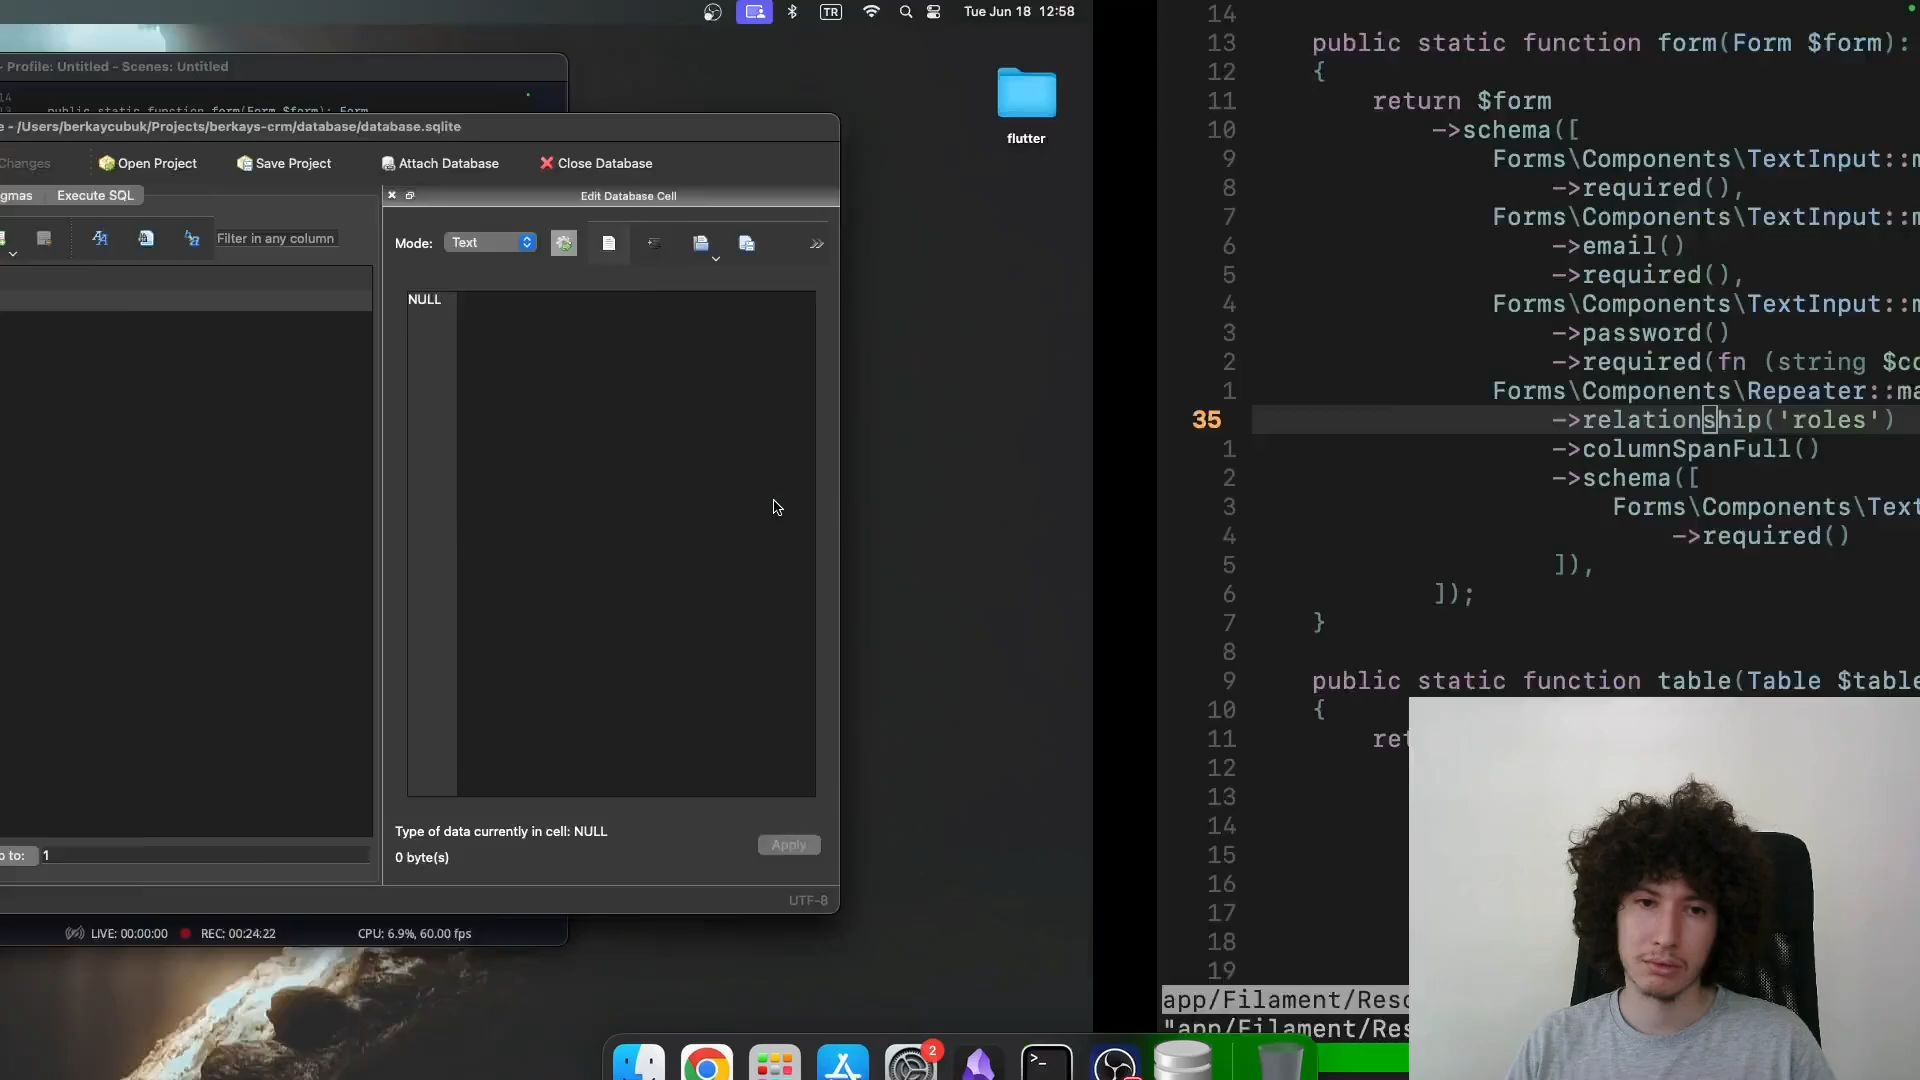 TR
Tue Jun 18 12:58
- Profile: Untitled - Scenes: Untitled
14
public static function form(Form $form): Form
flutter
- /Users/berkaycubuk/Projects/berkays-crm/database/database.sqlite
Changes
Open Project
Save Project
Attach Database
Close Database
gmas
Execute SQL
Edit Database Cell
Filter in any column
Mode:
Text
NULL
Type of data currently in cell: NULL
0 byte(s)
Apply
to:
1
UTF-8
LIVE: 00:00:00
REC: 00:24:22
CPU: 6.9%, 60.00 fps
2
14
13 public static function form(Form $form):
12 {
11 return $form
10 ->schema([
9 Forms\Components\TextInput::m
8 ->required(),
7 Forms\Components\TextInput::m
6 ->email()
5 ->required(),
4 Forms\Components\TextInput::m
3 ->password()
2 ->required(fn (string $co
1 Forms\Components\Repeater::ma
35 ->relationship('roles')
1 ->columnSpanFull()
2 ->schema([
3 Forms\Components\Text
4 ->required()
5 ]),
6 ]);
7 }
8
9 public static function table(Table $table
10 {
11 ret
12
13
14
15
16
17
18
19
app/Filament/Reso
"app/Filament/Res